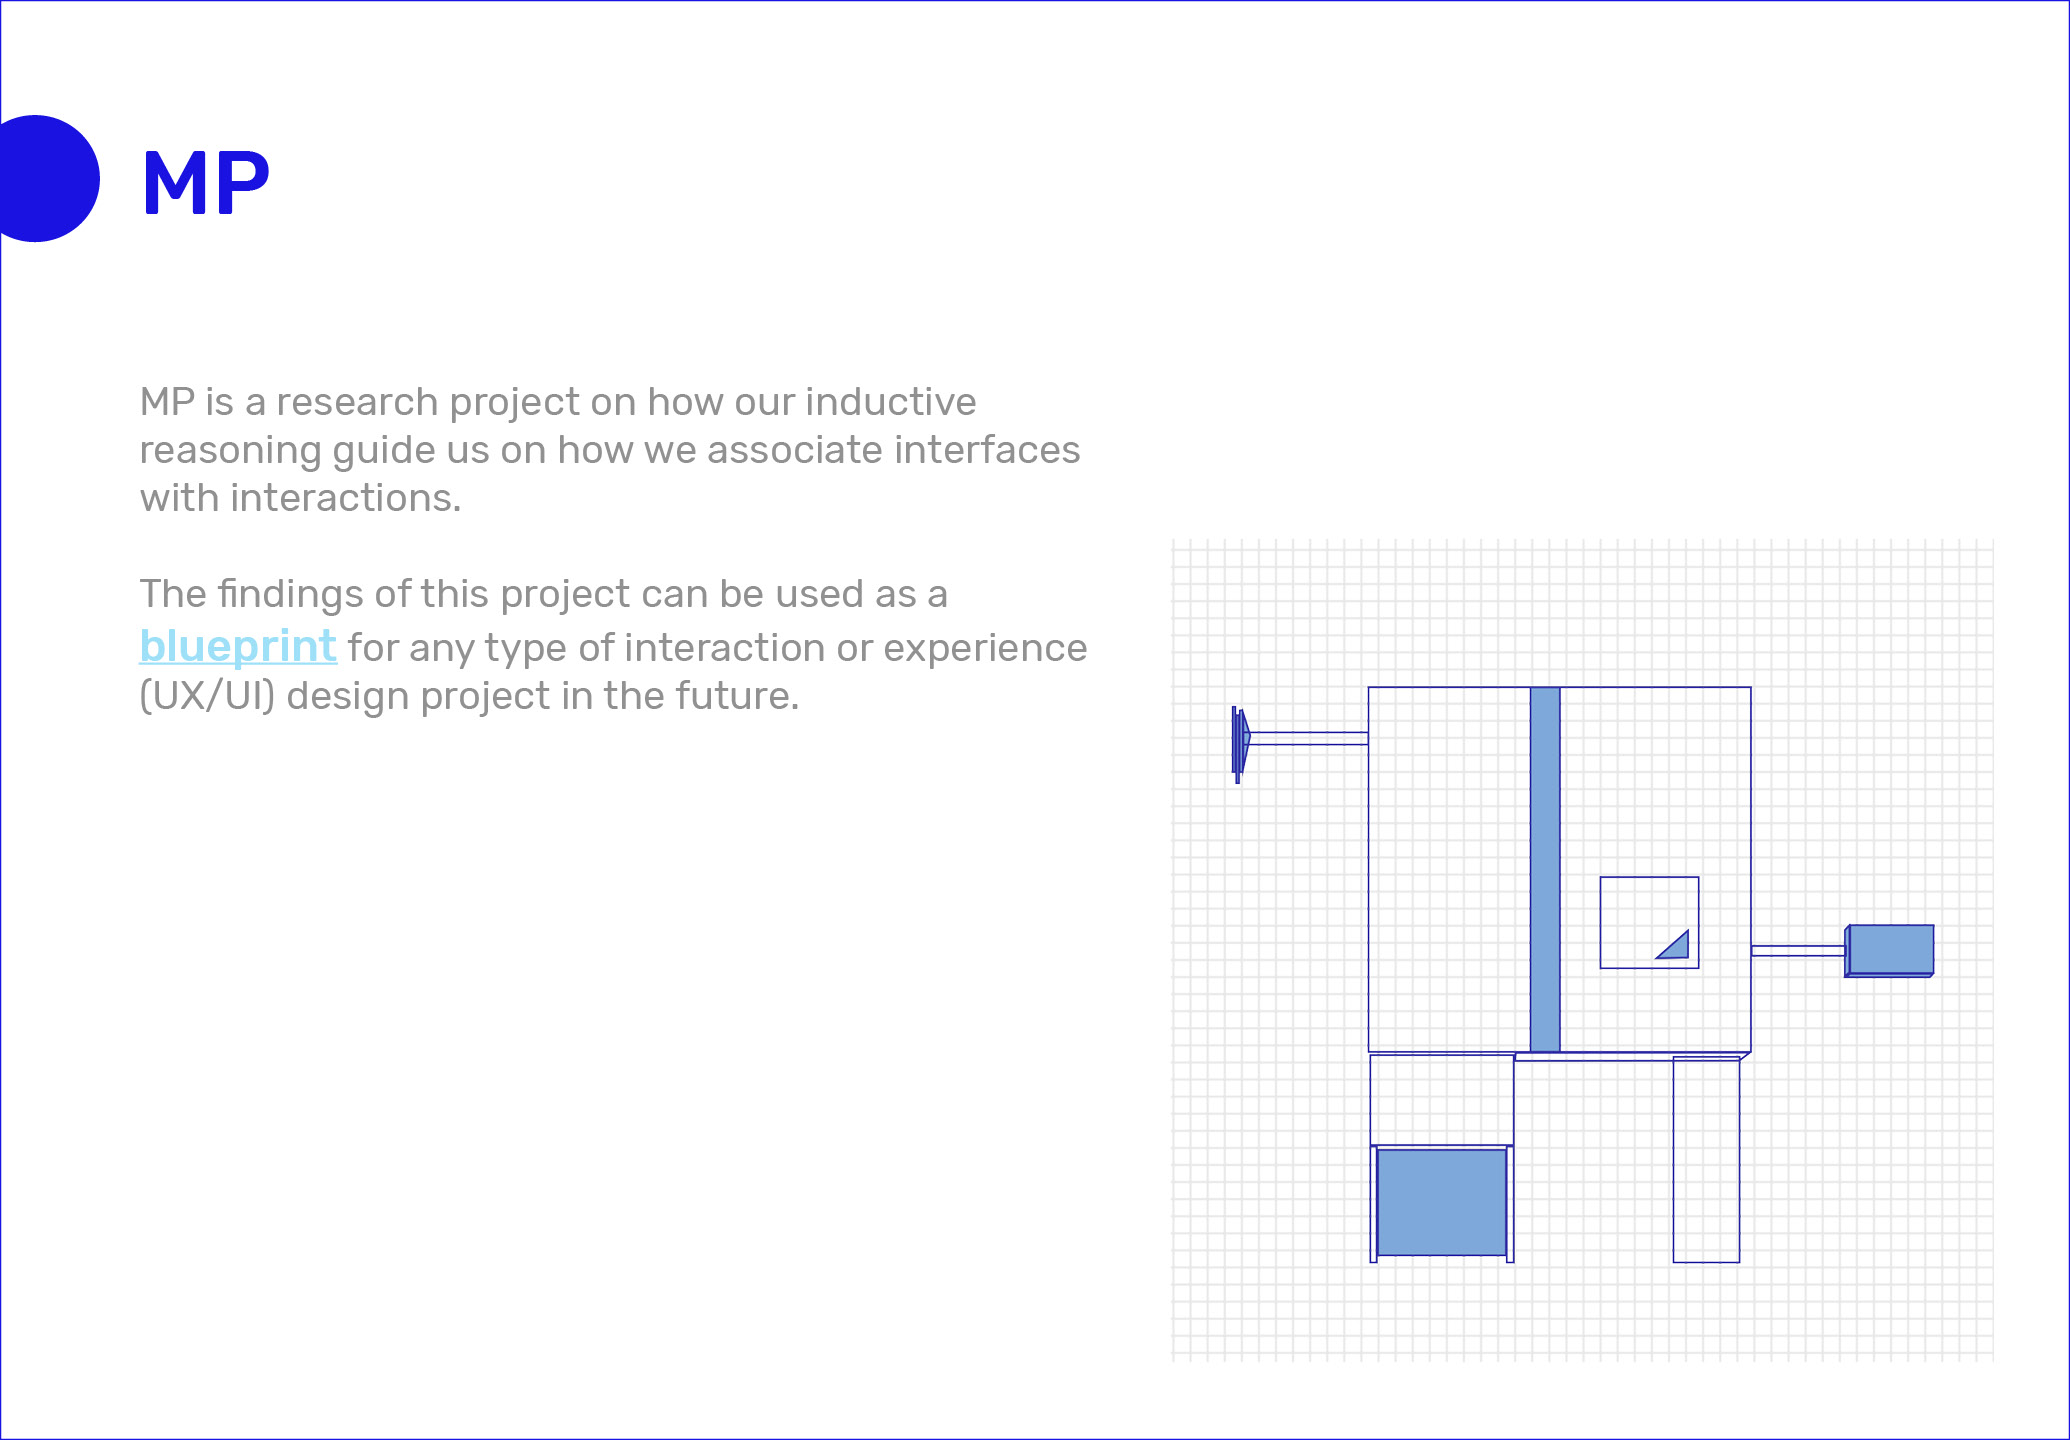 MP
MP is a research project on how our inductive
reasoning guide us on how we associate interfaces
with interactions.
The findings of this project can be used as a
blueprint for any type of interaction or experience
(UX/UI) design project in the future.